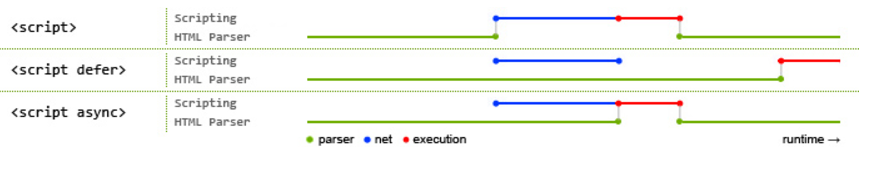 <script>
Scripting
HTML Parser
<script defer>
Scripting
HTML Parser
<script async>
Scripting
HTML Parser
parser net execution runtime →